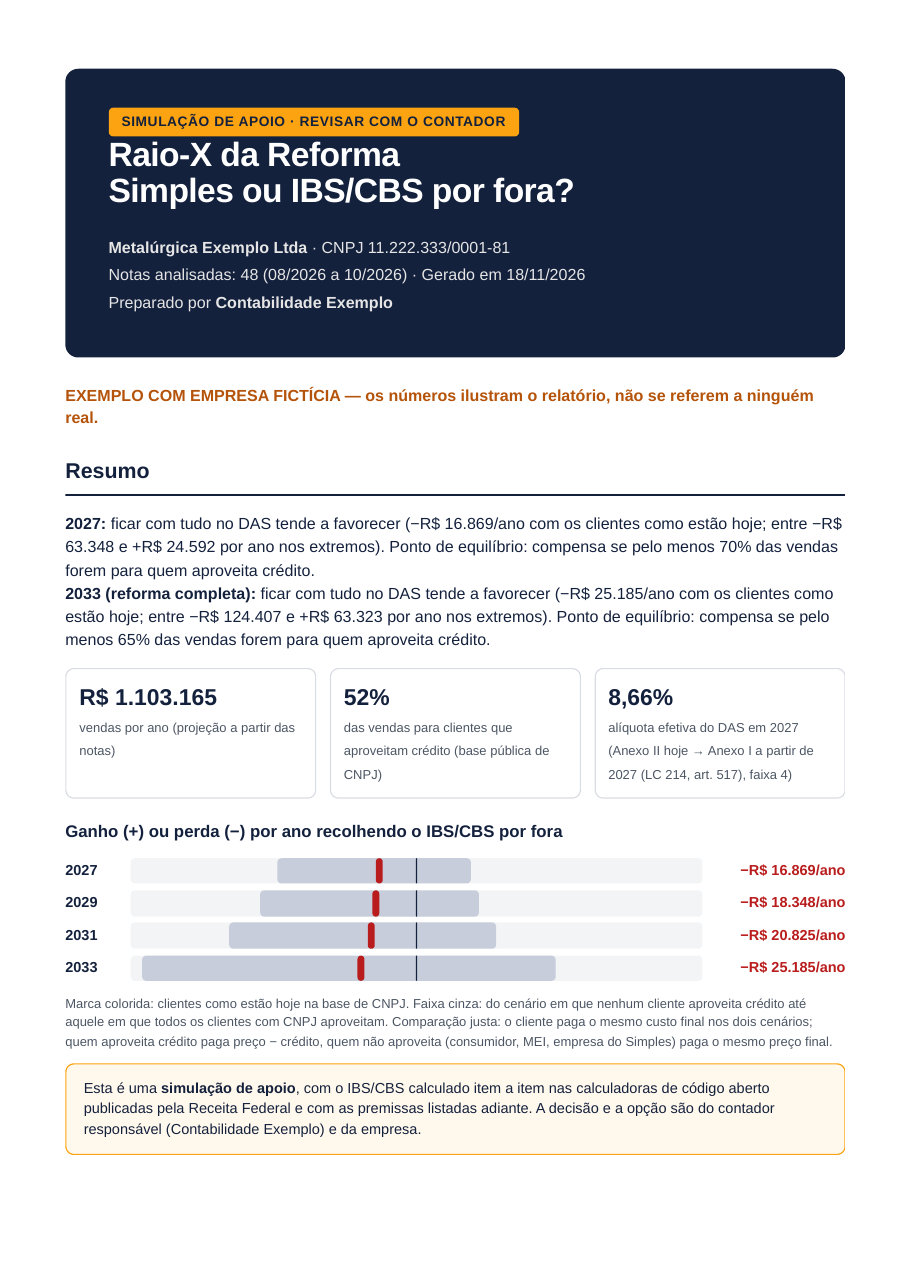 SIMULAÇÃO DE APOIO · REVISAR COM O CONTADOR
Raio-X da Reforma
Simples ou IBS/CBS por fora?
Metalúrgica Exemplo Ltda · CNPJ 11.222.333/0001-81
Notas analisadas: 48 (08/2026 a 10/2026) · Gerado em 18/11/2026
Preparado por Contabilidade Exemplo
EXEMPLO COM EMPRESA FICTÍCIA — os números ilustram o relatório, não se referem a ninguém
real.
Resumo
2027: ficar com tudo no DAS tende a favorecer (−R$ 16.869/ano com os clientes como estão hoje; entre −R$
63.348 e +R$ 24.592 por ano nos extremos). Ponto de equilíbrio: compensa se pelo menos 70% das vendas
forem para quem aproveita crédito.
2033 (reforma completa): ficar com tudo no DAS tende a favorecer (−R$ 25.185/ano com os clientes como
estão hoje; entre −R$ 124.407 e +R$ 63.323 por ano nos extremos). Ponto de equilíbrio: compensa se pelo
menos 65% das vendas forem para quem aproveita crédito.
R$ 1.103.165
vendas por ano (projeção a partir das
notas)
52%
das vendas para clientes que
aproveitam crédito (base pública de
CNPJ)
8,66%
alíquota efetiva do DAS em 2027
(Anexo II hoje → Anexo I a partir de
2027 (LC 214, art. 517), faixa 4)
Ganho (+) ou perda (−) por ano recolhendo o IBS/CBS por fora
2027 −R$ 16.869/ano
2029 −R$ 18.348/ano
2031 −R$ 20.825/ano
2033 −R$ 25.185/ano
Marca colorida: clientes como estão hoje na base de CNPJ. Faixa cinza: do cenário em que nenhum cliente aproveita crédito até
aquele em que todos os clientes com CNPJ aproveitam. Comparação justa: o cliente paga o mesmo custo final nos dois cenários;
quem aproveita crédito paga preço − crédito, quem não aproveita (consumidor, MEI, empresa do Simples) paga o mesmo preço final.
Esta é uma simulação de apoio, com o IBS/CBS calculado item a item nas calculadoras de código aberto
publicadas pela Receita Federal e com as premissas listadas adiante. A decisão e a opção são do contador
responsável (Contabilidade Exemplo) e da empresa.